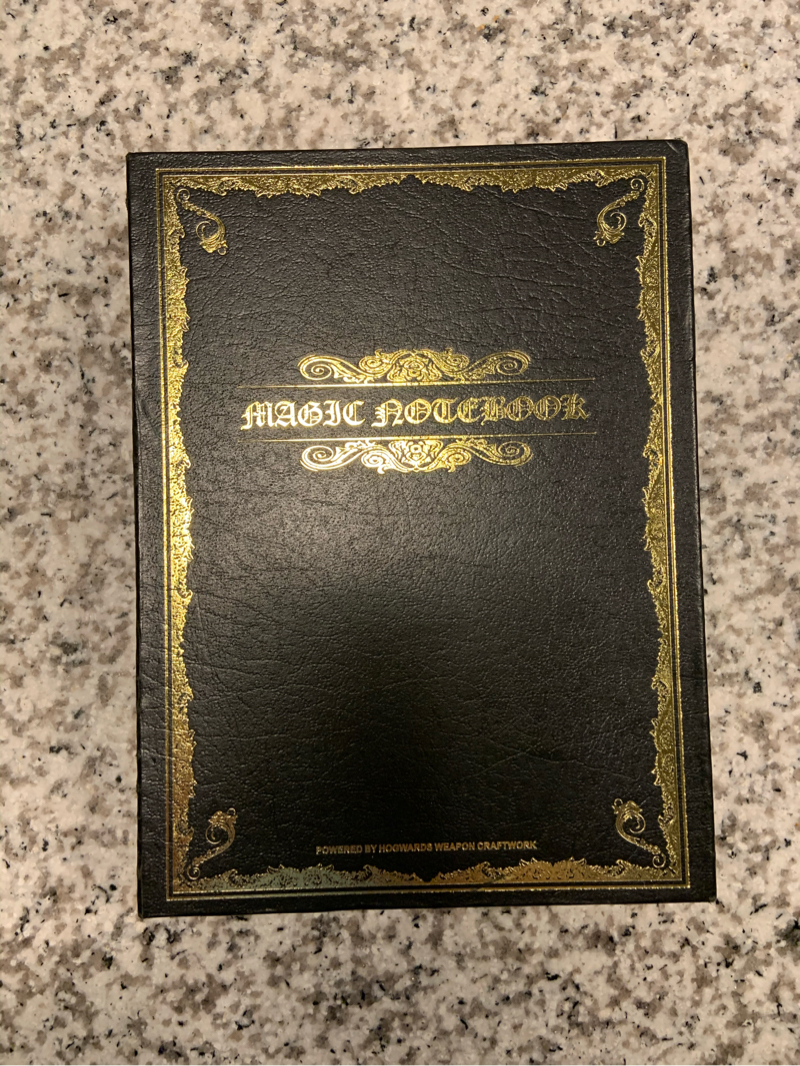 MAGIC NOTEBOOK
POWERED BY HOGWARDS WEAPON CRAFTWORK